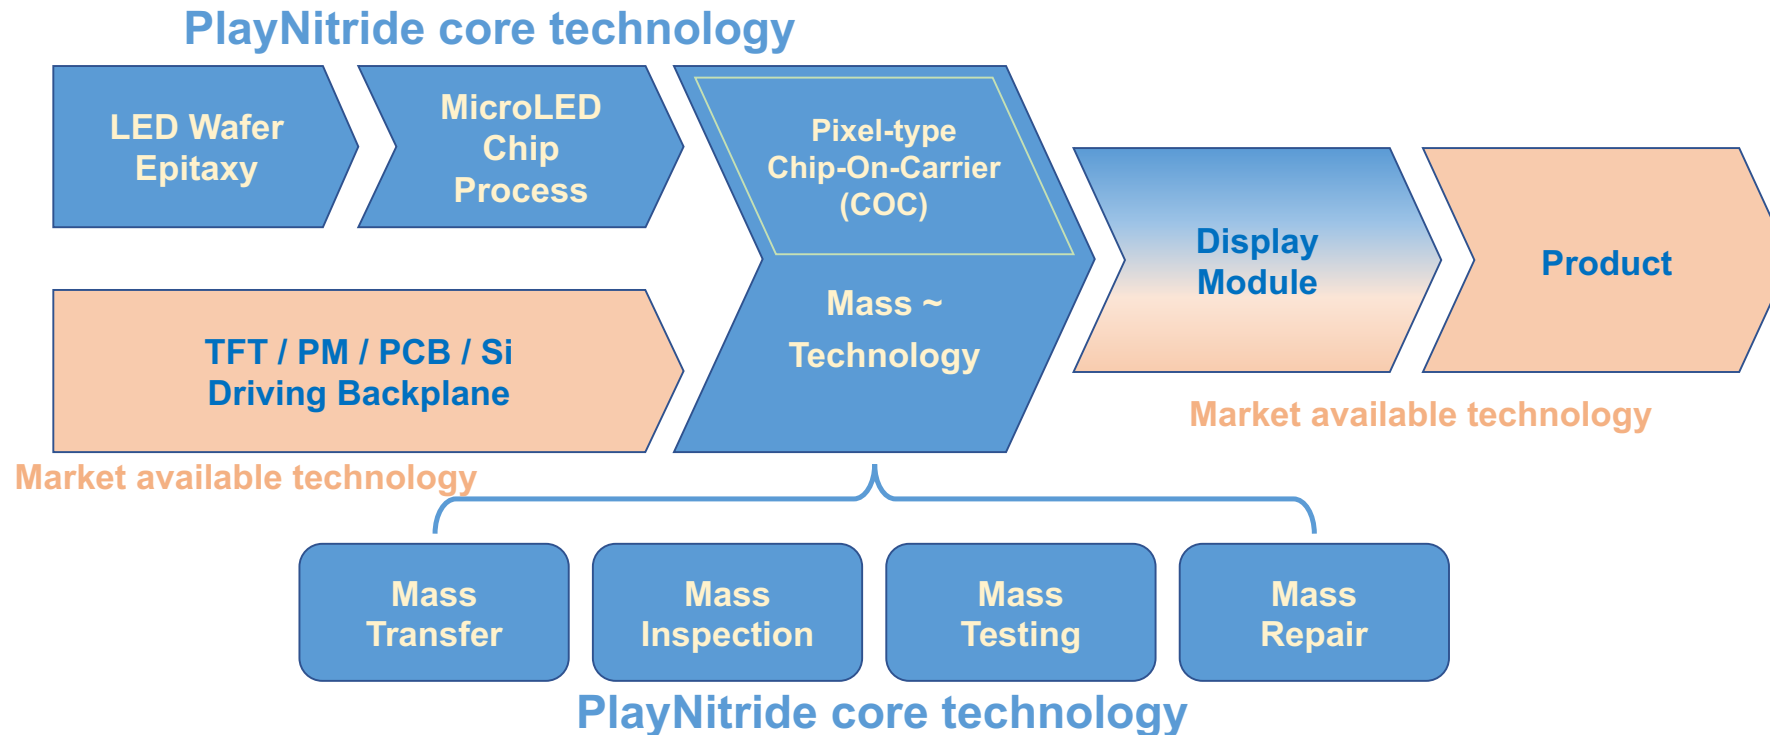 PlayNitride core technology
LED Wafer
Epitaxy
MicroLED
Chip
Process
Pixel-type
Chip-On-Carrier
(COC)
Mass ~
Technology
TFT / PM / PCB / Si
Driving Backplane
Market available technology
Display
Module
Product
Market available technology
Mass
Transfer
Mass
Inspection
Mass
Testing
Mass
Repair
PlayNitride core technology